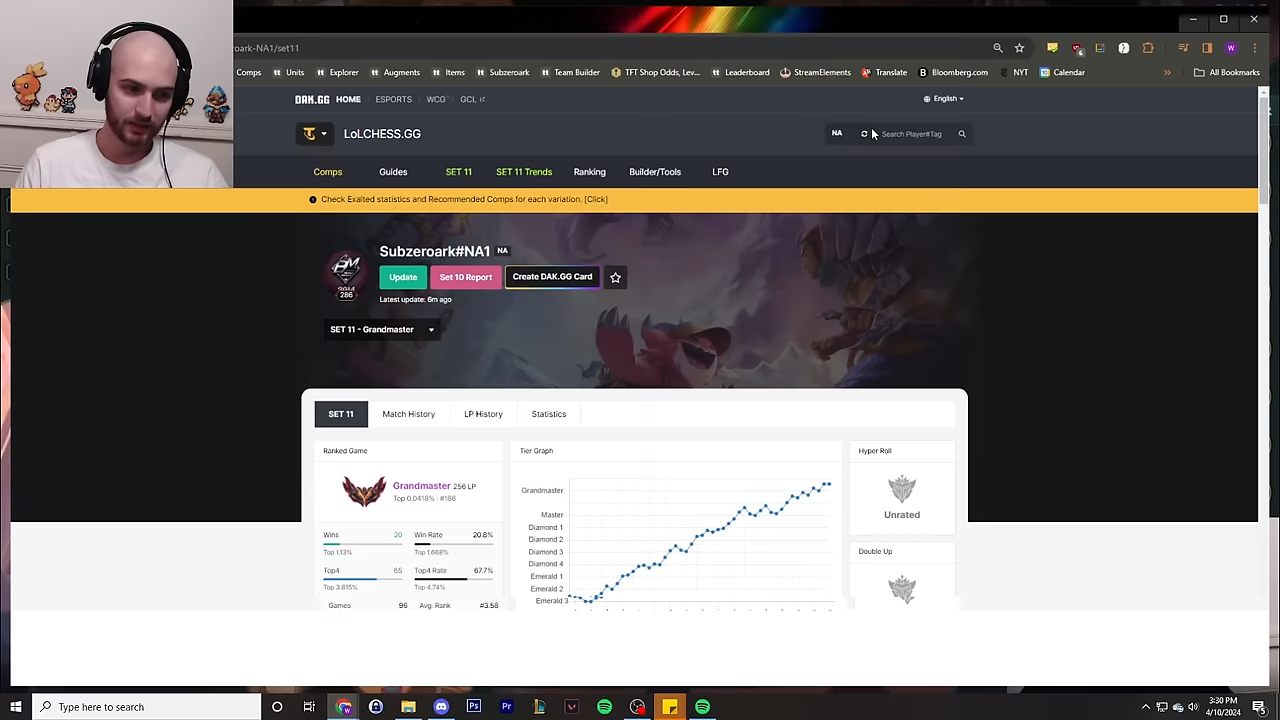 oark-NA1/set11
Comps Units Explorer Augments Items Subzeroark Team Builder TFT Shop Odds, Lev... Leaderboard StreamElements Translate Bloomberg.com NYT Calendar » All Bookmarks
DAK.GG HOME ESPORTS WCG GCL English
LoLCHESS.GG NA Search Player#Tag
Comps Guides SET 11 SET 11 Trends Ranking Builder/Tools LFG
Check Exalted statistics and Recommended Comps for each variation. [Click]
Subzeroark#NA1 NA
286
Update Set 10 Report Create DAK.GG Card
Latest update: 6m ago
SET 11 - Grandmaster
SET 11 Match History LP History Statistics
Ranked Game
Grandmaster 256 LP
Top 0.0418% | #186
Wins 20 Win Rate 20.8%
Top 1.13% Top 1.668%
Top4 65 Top4 Rate 67.7%
Top 3.815% Top 4.74%
Games 96 Avg. Rank #3.58
Tier Graph
Grandmaster
Master
Diamond 1
Diamond 2
Diamond 3
Diamond 4
Emerald 1
Emerald 2
Emerald 3
Hyper Roll
Unrated
Double Up
Type here to search
3:30 PM
4/10/2024